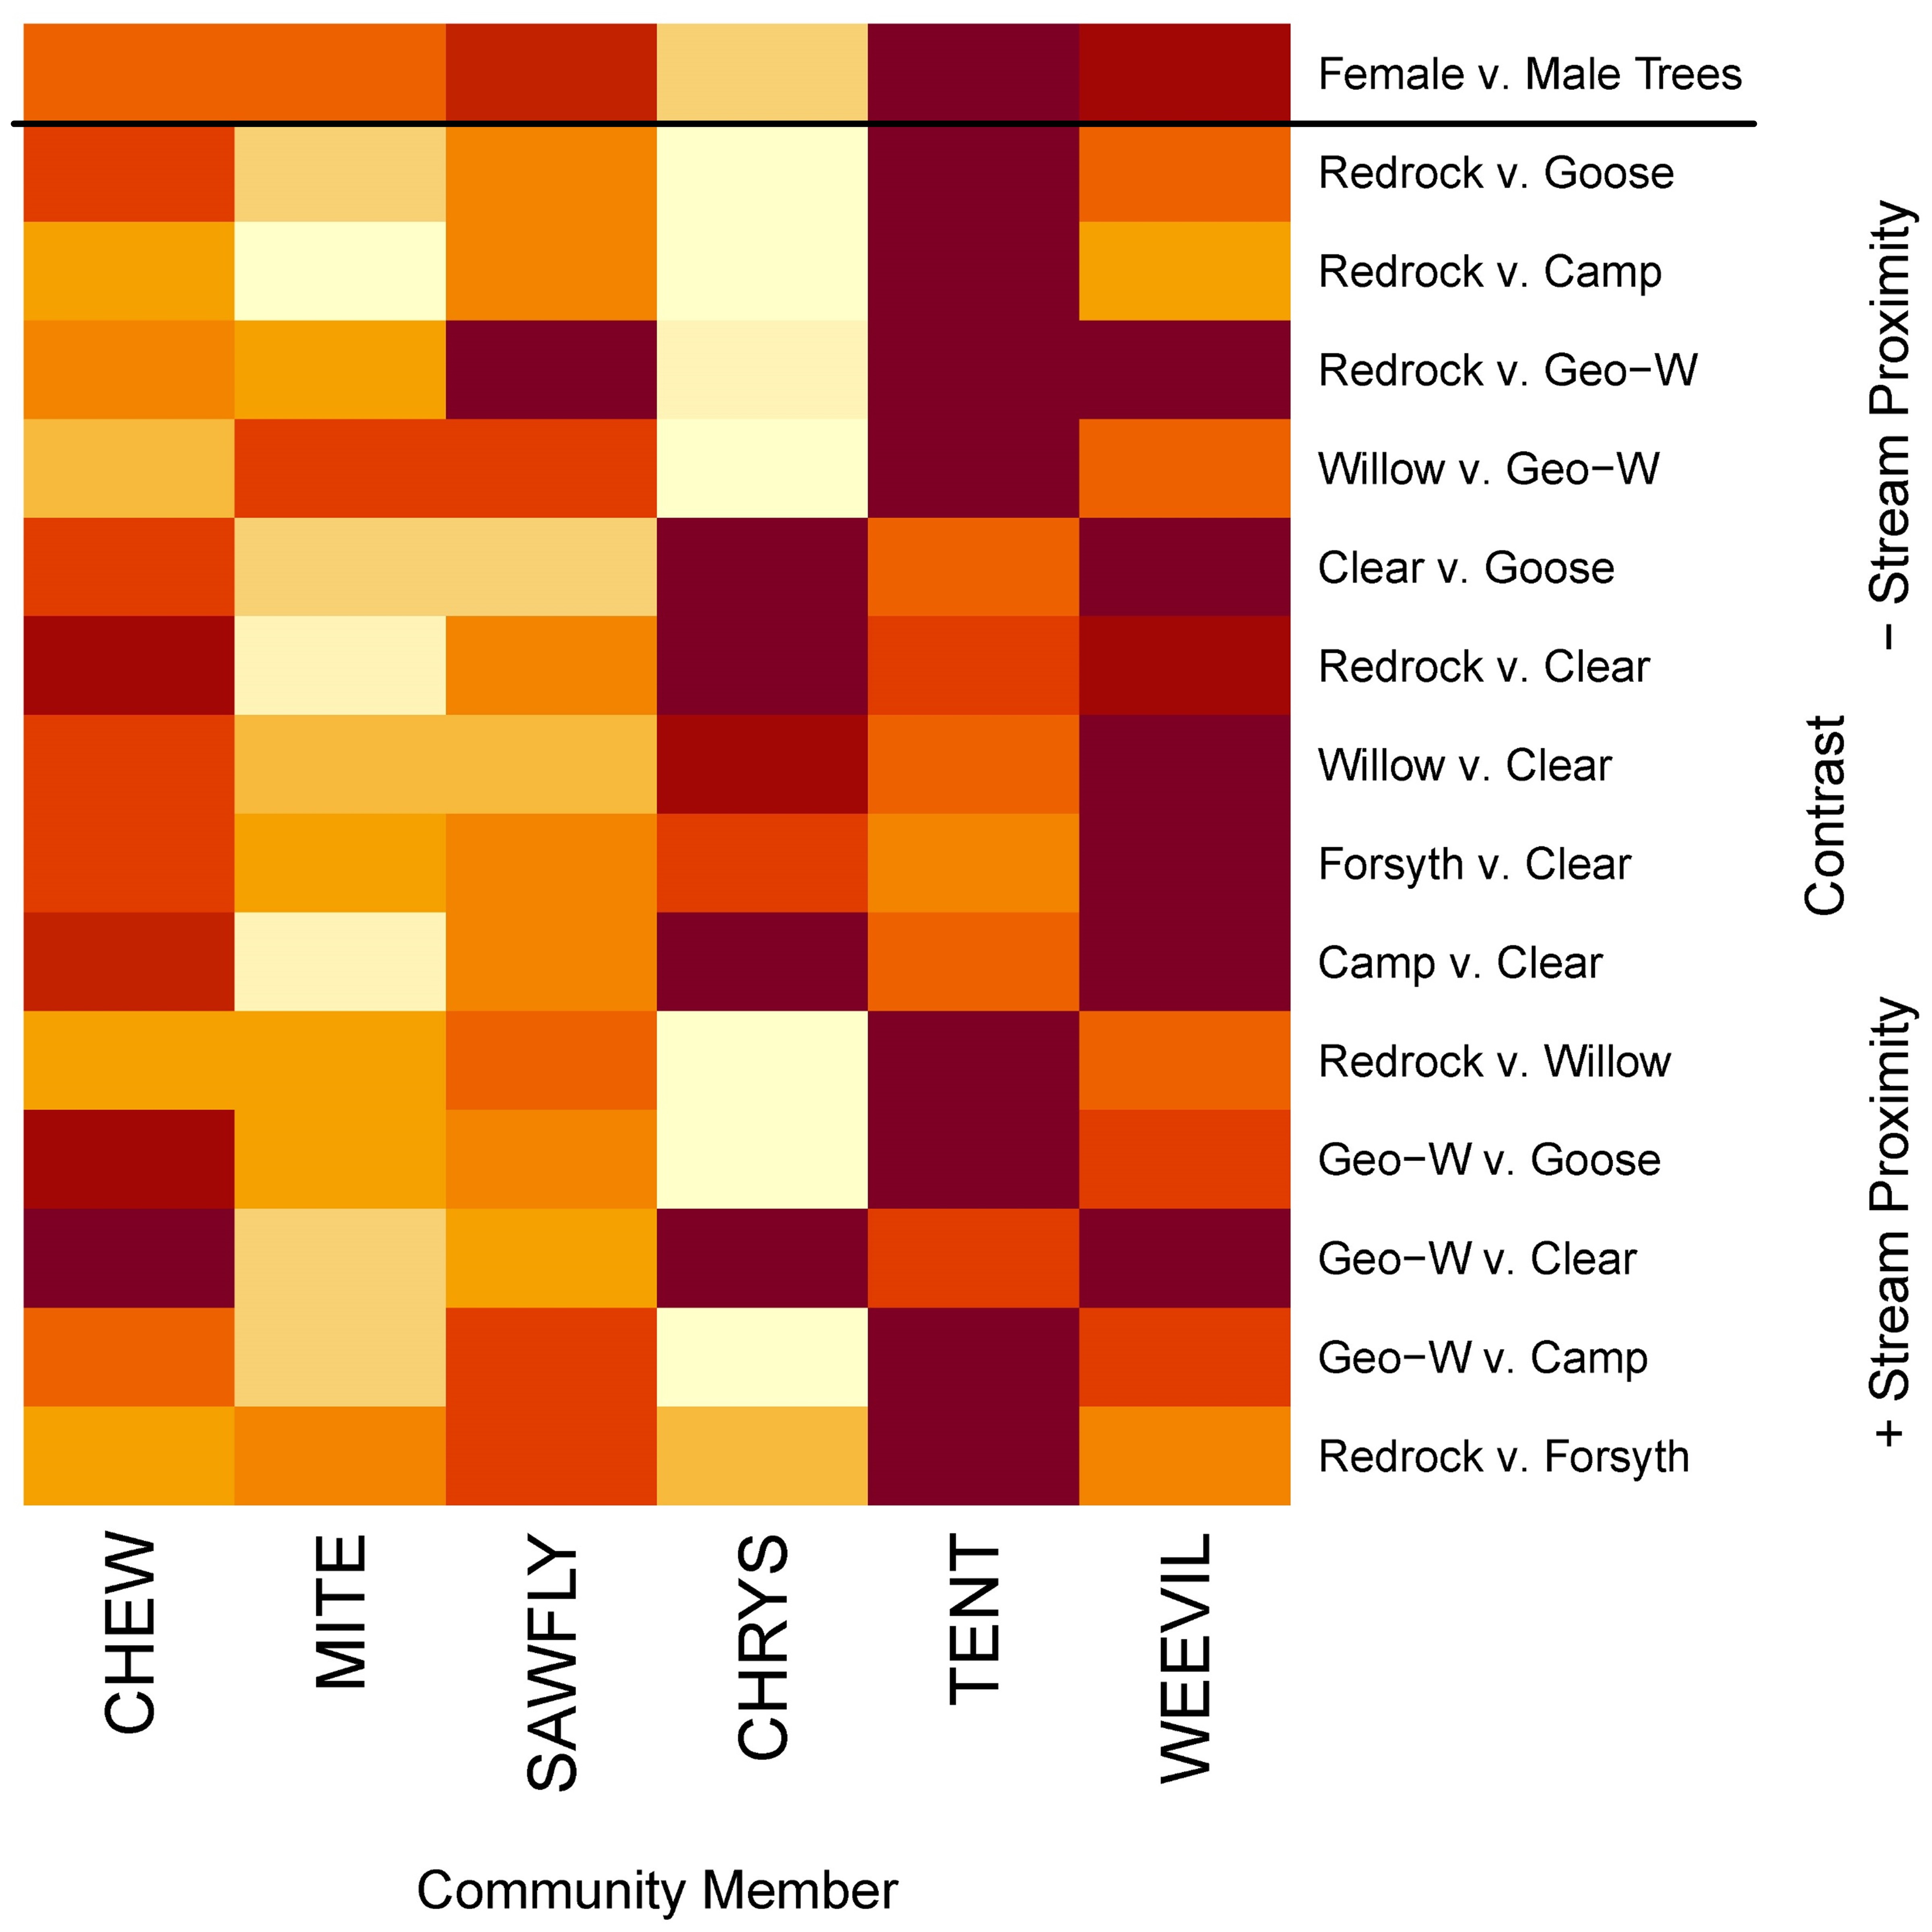 Female v. Male Trees
Redrock v. Goose
Redrock v. Camp
Redrock v. Geo−W
Willow v. Geo−W
Clear v. Goose
Redrock v. Clear
Willow v. Clear
Forsyth v. Clear
Camp v. Clear
Redrock v. Willow
Geo−W v. Goose
Geo−W v. Clear
Geo−W v. Camp
Redrock v. Forsyth
− Stream Proximity
Contrast
+ Stream Proximity
CHEW
MITE
SAWFLY
CHRYS
TENT
WEEVIL
Community Member